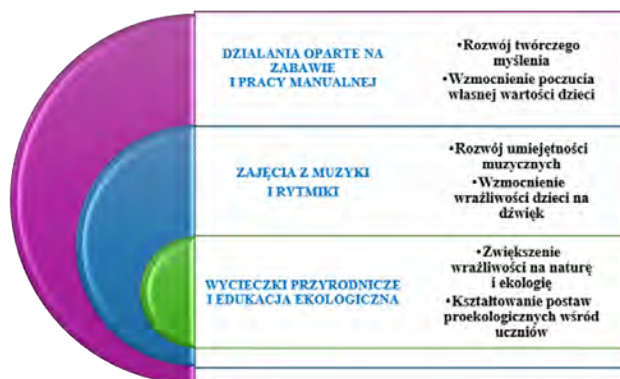 DZIALANIA OPARTE NA
ZABAWIE
I PRACY MANUALNEJ
•Rozwój twórczego
myślenia
•Wzmocnienie poczucia
własnej wartości dzieci
ZAJĘCIA Z MUZYKI
I RYTMIKI
•Rozwój umiejętności
muzycznych
•Wzmocnienie
wrażliwości dzieci na
dźwięk
WYCIECZKI PRZYRODNICZE
I EDUKACJA EKOLOGICZNA
•Zwiększenie
wrażliwości na naturę
i ekologię
•Kształtowanie postaw
proekologicznych wśród
uczniów